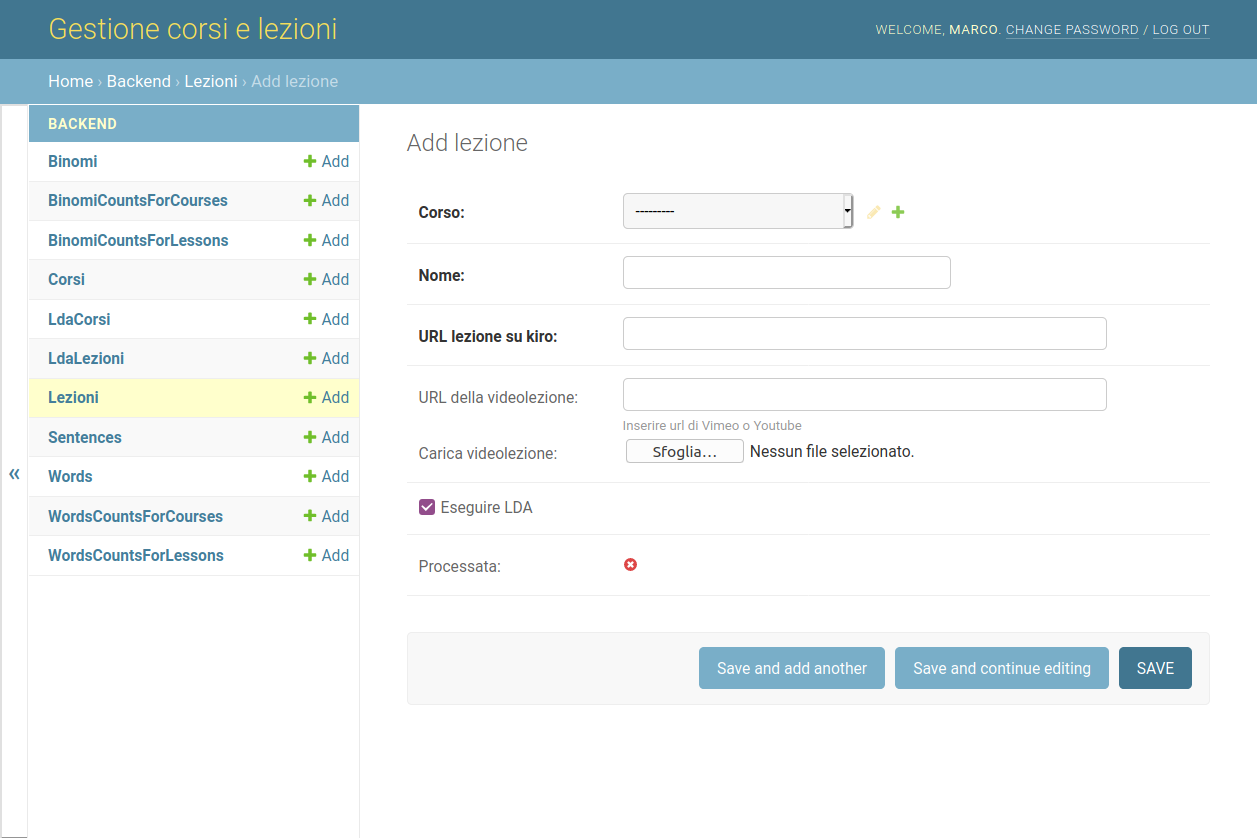 Gestione corsi e lezioni
WELCOME, MARCO. CHANGE PASSWORD / LOG OUT
Home › Backend › Lezioni › Add lezione
«
BACKEND
Binomi Add
BinomiCountsForCourses Add
BinomiCountsForLessons Add
Corsi Add
LdaCorsi Add
LdaLezioni Add
Lezioni Add
Sentences Add
Words Add
WordsCountsForCourses Add
WordsCountsForLessons Add
Add lezione
Corso: ---------
Nome:
URL lezione su kiro:
URL della videolezione:
Inserire url di Vimeo o Youtube
Carica videolezione: Sfoglia... Nessun file selezionato.
Eseguire LDA
Processata:
Save and add another Save and continue editing SAVE